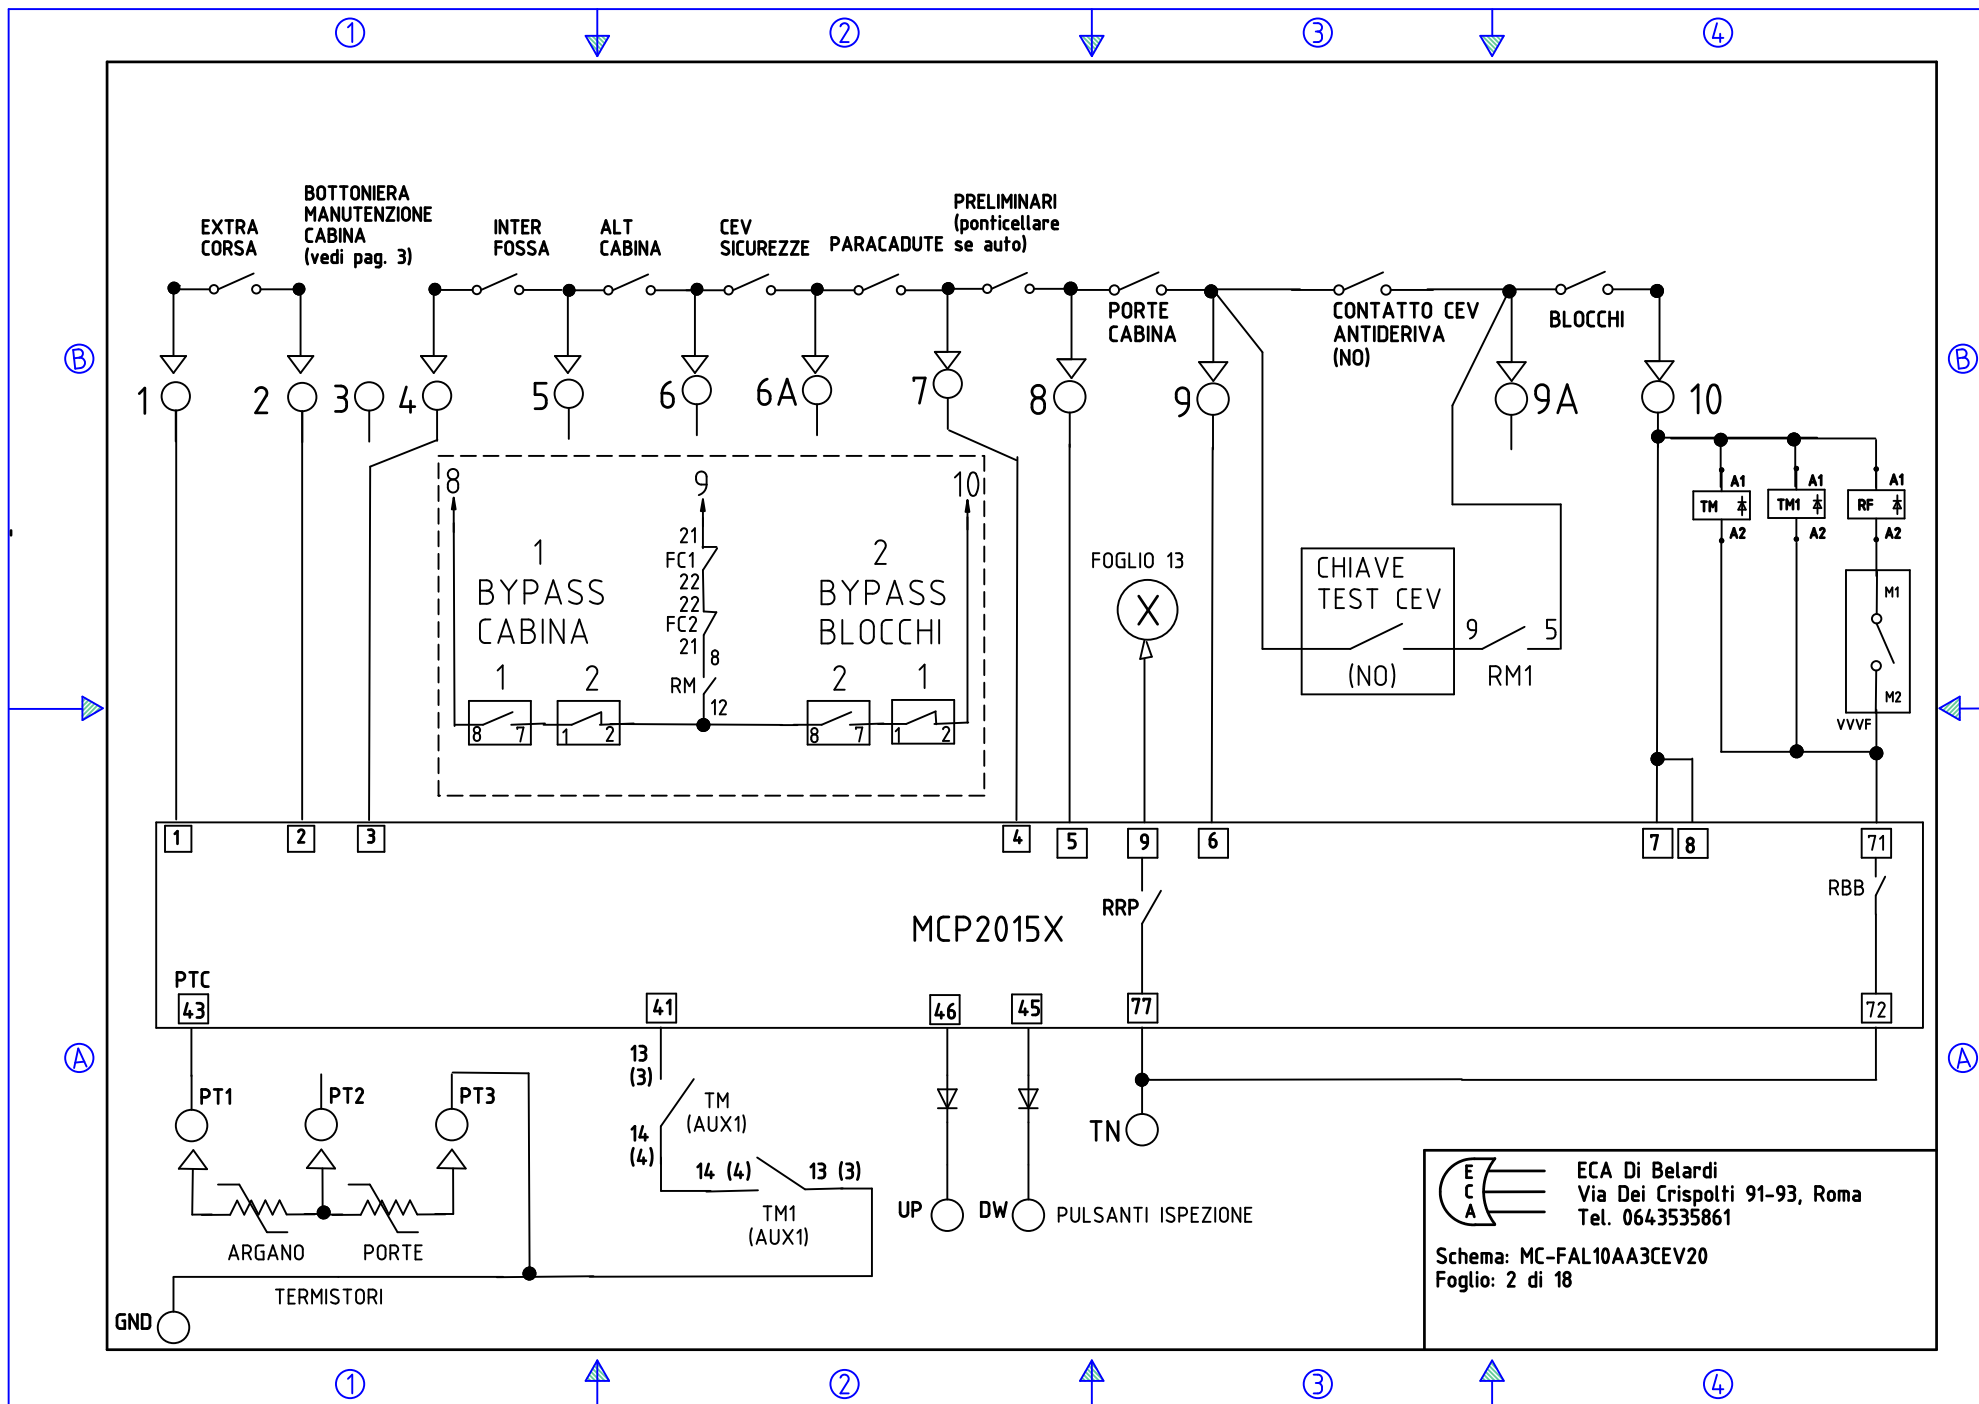 1
2
3
4
BOTTONIERA
MANUTENZIONE
CABINA
(vedi pag. 3)
EXTRA
CORSA
INTER
FOSSA
ALT
CABINA
CEV
SICUREZZE
PARACADUTE
PRELIMINARI
(ponticellare
se auto)
PORTE
CABINA
CONTATTO CEV
ANTIDERIVA
(NO)
BLOCCHI
B
B
1
2
3
4
5
6
6A
7
8
9
9A
10
8
9
10
1
BYPASS
CABINA
21
FC1
22
22
FC2
21
8
RM
12
2
BYPASS
BLOCCHI
1
2
2
1
8 7
1 2
8 7
1 2
FOGLIO 13
X
CHIAVE
TEST CEV
(NO)
9
5
RM1
A1
TM
A2
A1
TM1
A2
A1
RF
A2
M1
M2
VVVF
1
2
3
4
5
9
6
7
8
71
RBB
RRP
MCP2015X
PTC
43
41
46
45
77
72
A
A
PT1
PT2
PT3
13
(3)
TM
(AUX1)
14
(4)
14 (4)
13 (3)
TM1
(AUX1)
TN
UP
DW
PULSANTI ISPEZIONE
ARGANO
PORTE
TERMISTORI
GND
E
C
A
ECA Di Belardi
Via Dei Crispolti 91-93, Roma
Tel. 0643535861
Schema: MC-FAL10AA3CEV20
Foglio: 2 di 18
1
2
3
4